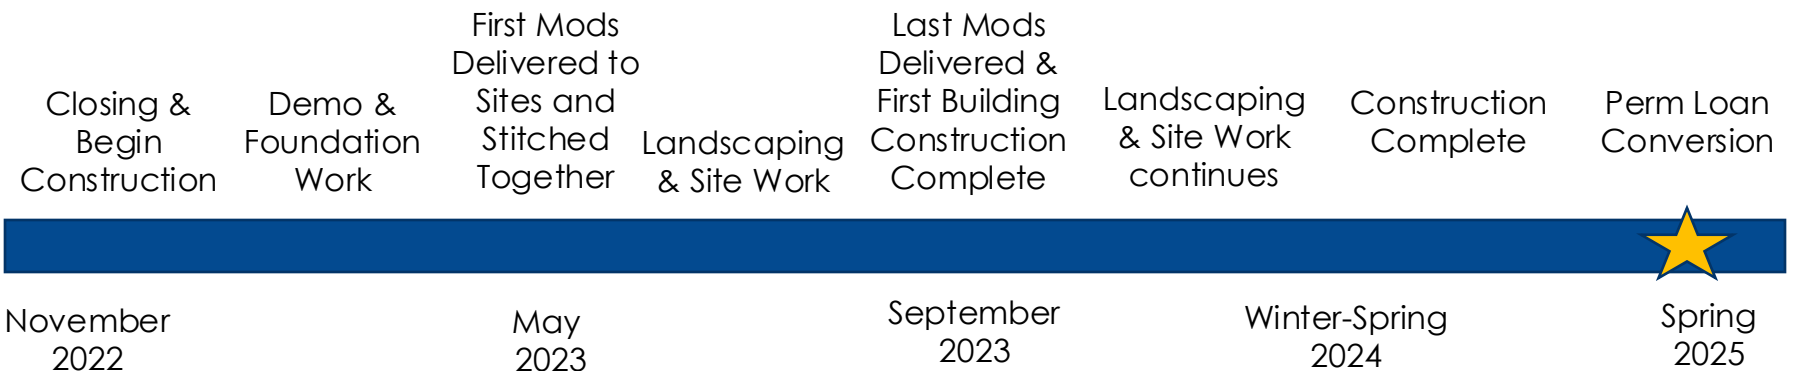 Closing &
Begin
Construction
Demo &
Foundation
Work
First Mods
Delivered to
Sites and
Stitched
Together
Landscaping
& Site Work
Last Mods
Delivered &
First Building
Construction
Complete
Landscaping
& Site Work
continues
Construction
Complete
Perm Loan
Conversion
November
2022
May
2023
September
2023
Winter-Spring
2024
Spring
2025